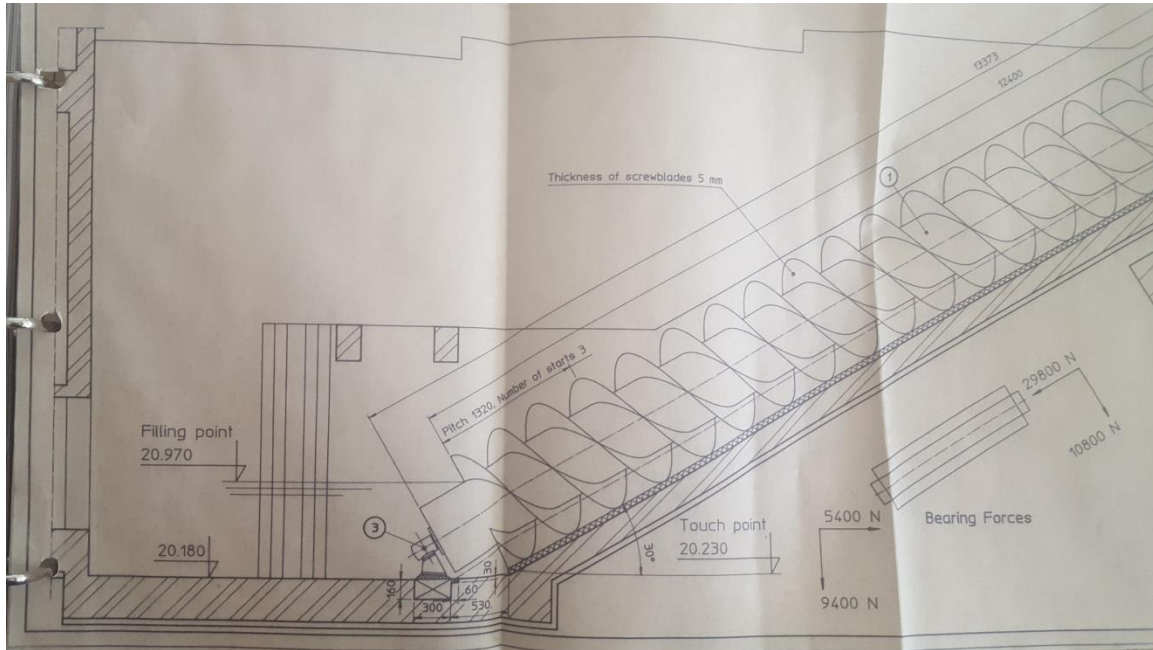 13373
12400
Thickness of screwblades 5 mm
1
Pitch 1320. Number of starts 3
29800 N
10800 N
Filling point
20.970
3
Touch point
20.230
5400 N
Bearing Forces
20.180
30°
30
160
60
300
530
9400 N